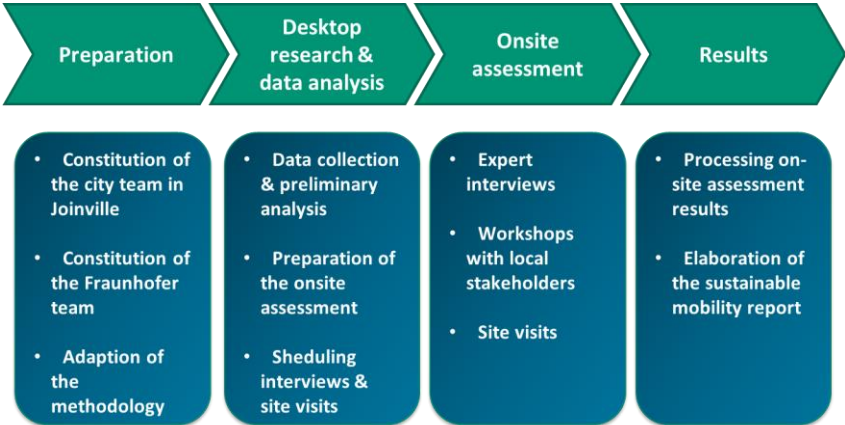 Preparation
Desktop
research &
data analysis
Onsite
assessment
Results
• Constitution of
the city team in
Joinville
• Constitution of
the Fraunhofer
team
• Adaption of
the
methodology
• Data collection
& preliminary
analysis
• Preparation of
the onsite
assessment
• Sheduling
interviews &
site visits
• Expert
interviews
• Workshops
with local
stakeholders
• Site visits
• Processing on-
site assessment
results
• Elaboration of
the sustainable
mobility report